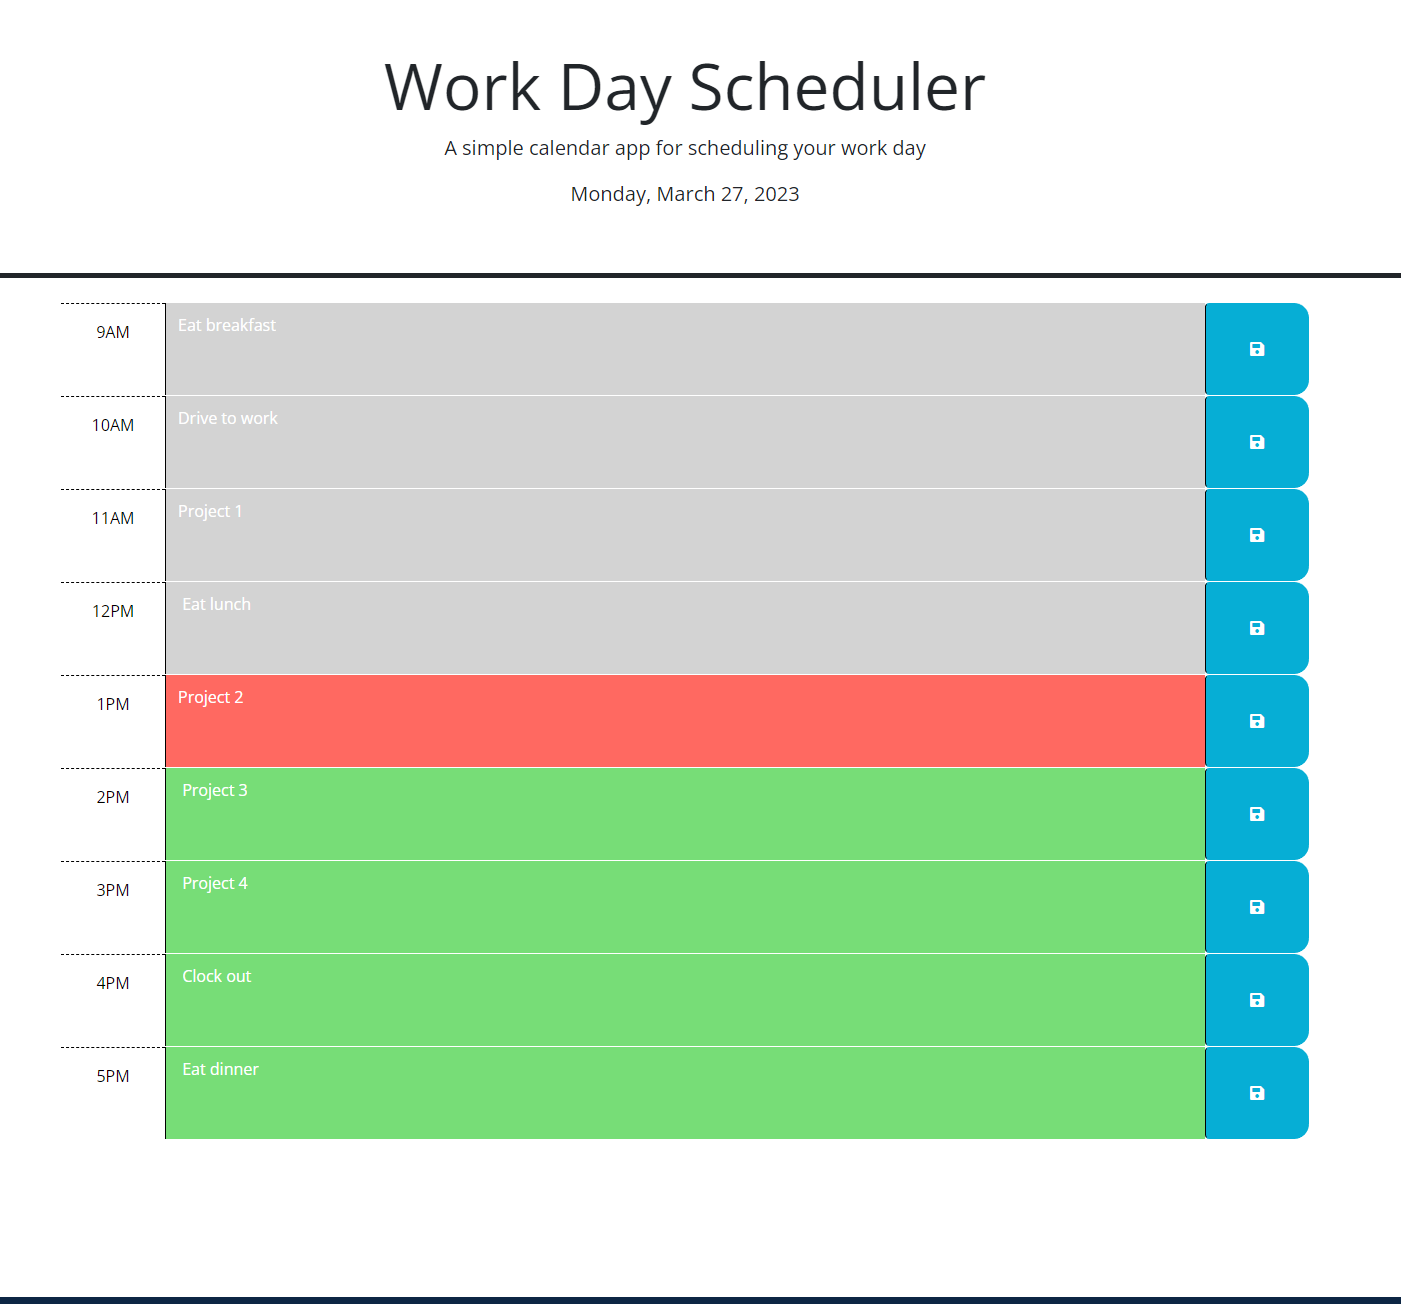 Work Day Scheduler
A simple calendar app for scheduling your work day
Monday, March 27, 2023
9AM Eat breakfast
10AM Drive to work
11AM Project 1
12PM Eat lunch
1PM Project 2
2PM Project 3
3PM Project 4
4PM Clock out
5PM Eat dinner